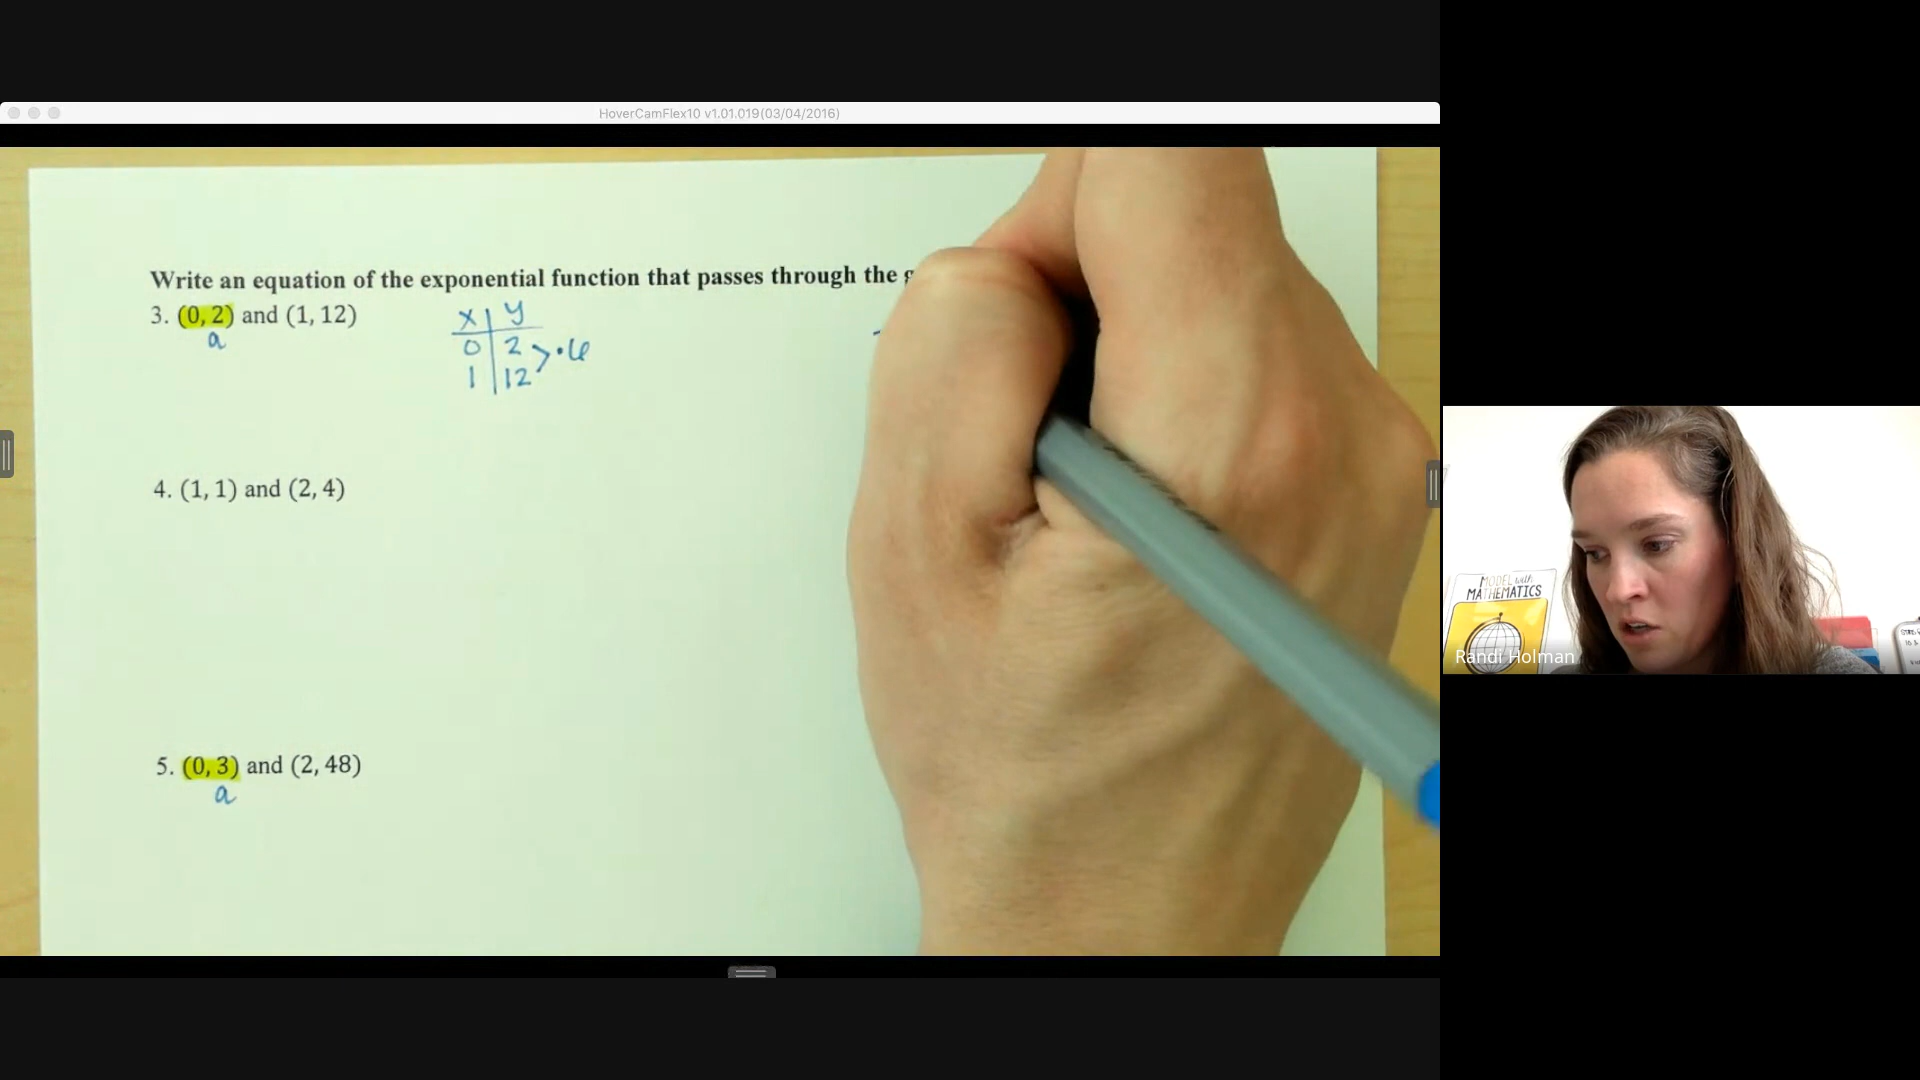 HoverCamFlex10 v1.01.019(03/04/2016)
Write an equation of the exponential function that passes through the
3. (0, 2) and (1, 12)
a
x y
0 2 > •6
1 12
4. (1, 1) and (2, 4)
5. (0, 3) and (2, 48)
a
MODEL with
MATHEMATICS
Randi Holman